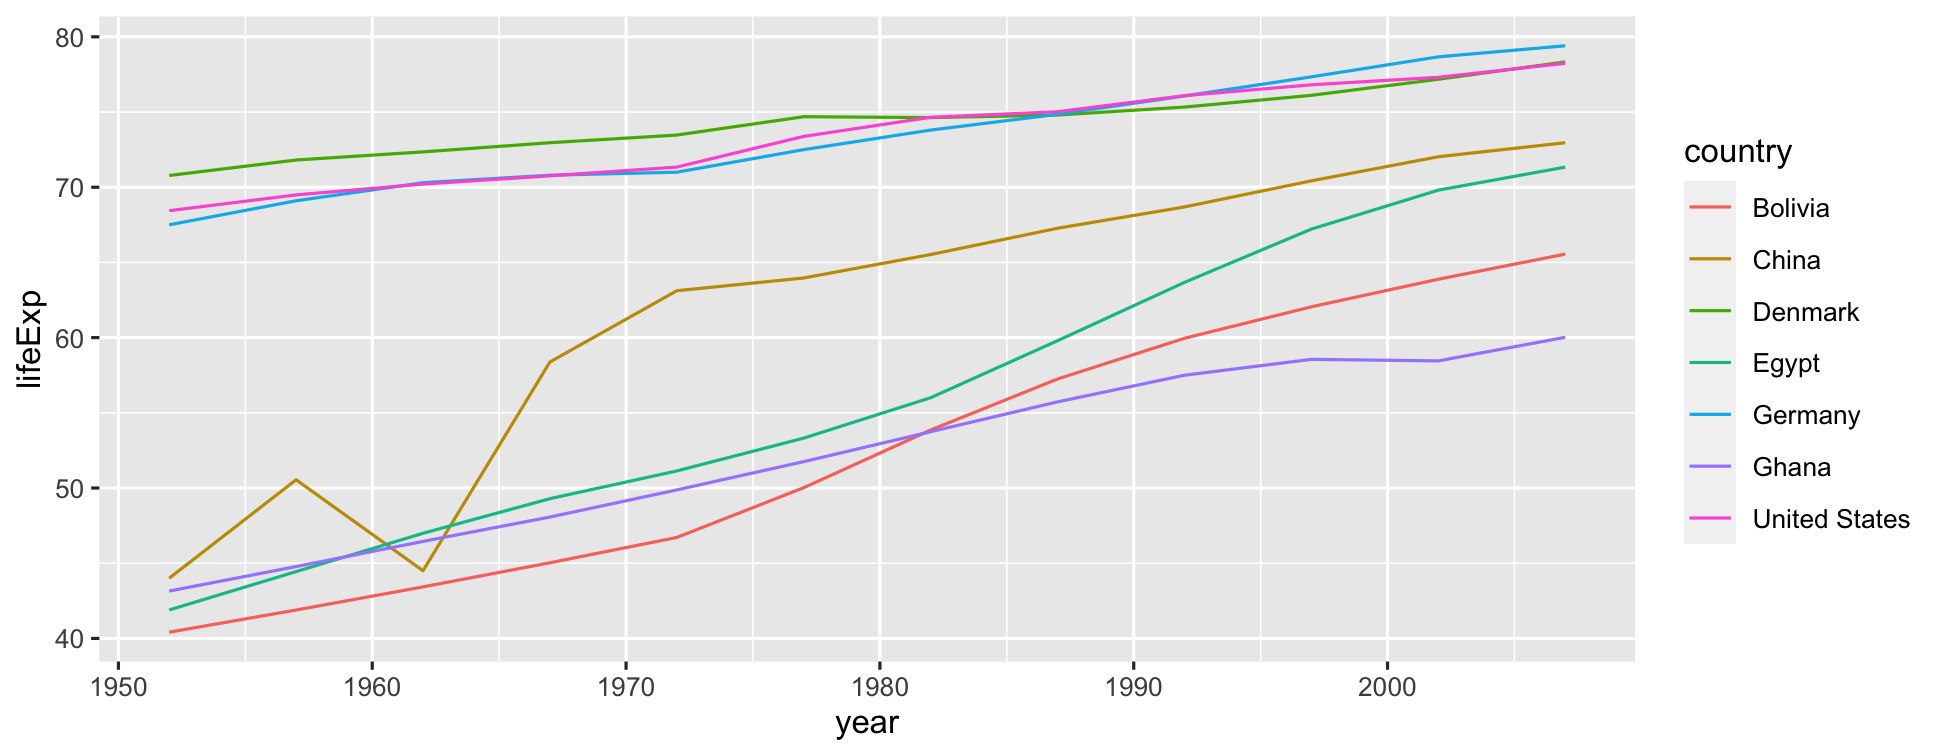 80
70
60
50
40
lifeExp
1950 1960 1970 1980 1990 2000
year
country
Bolivia
China
Denmark
Egypt
Germany
Ghana
United States